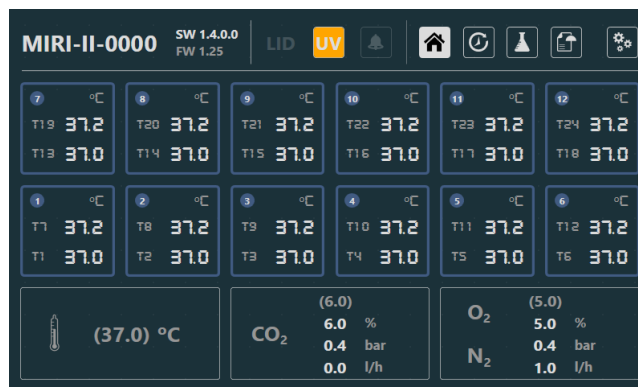 MIRI-II-0000 SW 1.4.0.0 LID UV
FW 1.25
7 °C 8 °C 9 °C 10 °C 11 °C 12 °C
T19 37.2 T20 37.2 T21 37.2 T22 37.2 T23 37.2 T24 37.2
T13 37.0 T14 37.0 T15 37.0 T16 37.0 T17 37.0 T18 37.0
1 °C 2 °C 3 °C 4 °C 5 °C 6 °C
T7 37.2 T8 37.2 T9 37.2 T10 37.2 T11 37.2 T12 37.2
T1 37.0 T2 37.0 T3 37.0 T4 37.0 T5 37.0 T6 37.0
(37.0) °C
CO₂
(6.0)
6.0 %
0.4 bar
0.0 l/h
O₂
N₂
(5.0)
5.0 %
0.4 bar
1.0 l/h